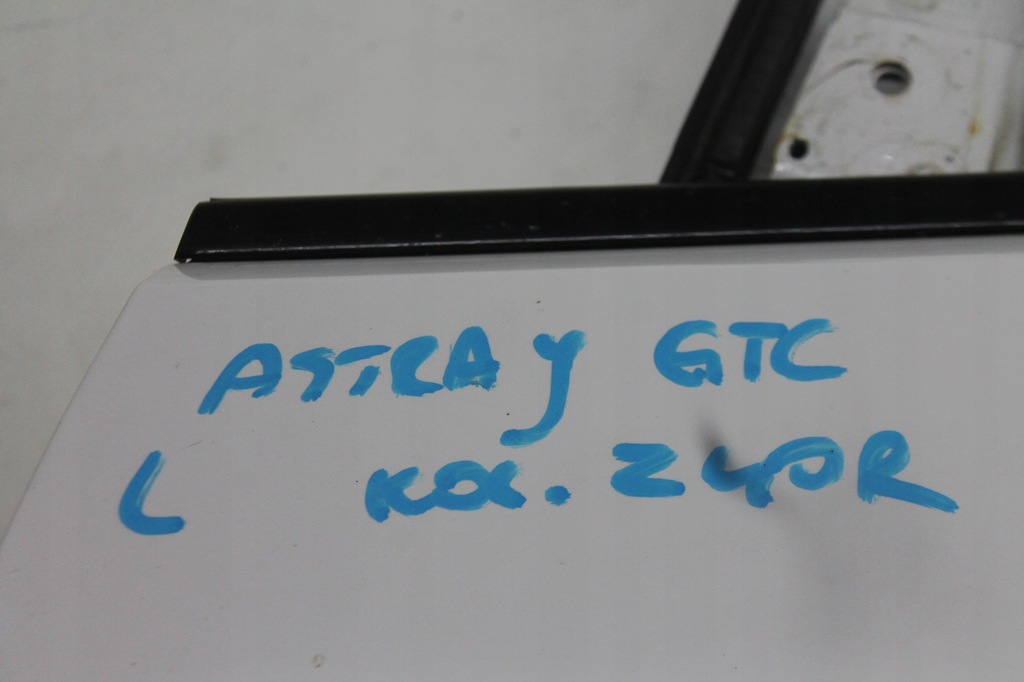 ASTRA J GTC
L KOL. Z40R